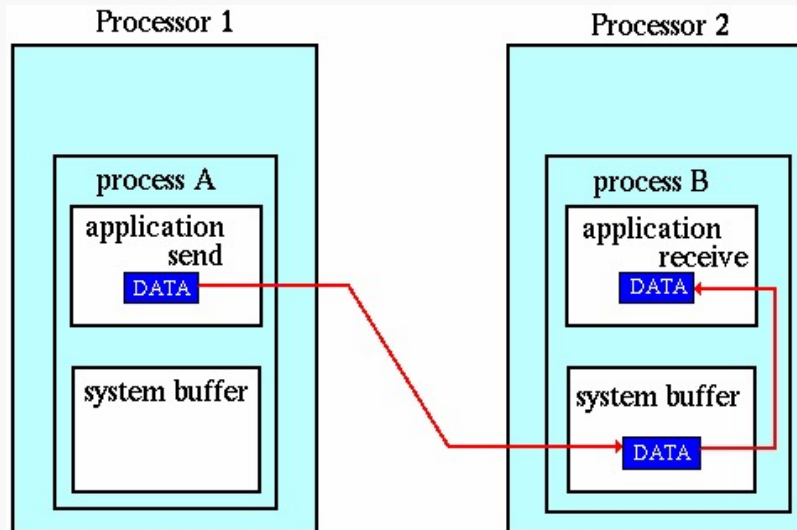 Processor 1
process A
application
send
DATA
system buffer
Processor 2
process B
application
receive
DATA
system buffer
DATA